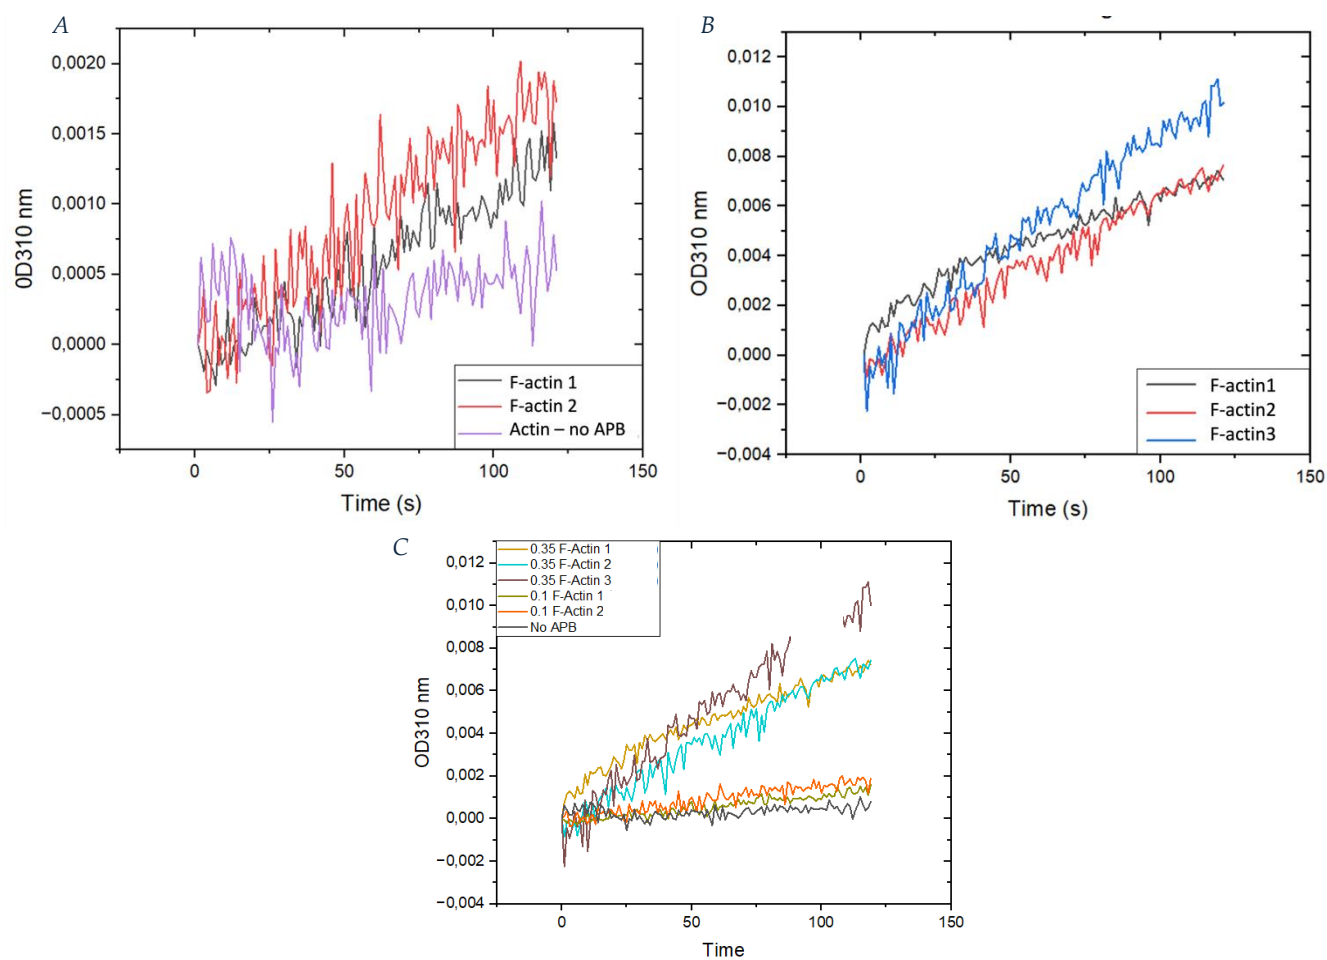 A
0D310 nm
0,0020
0,0015
0,0010
0,0005
0,0000
−0,0005
0
50
100
150
Time (s)
F-actin 1
F-actin 2
Actin – no APB
B
OD310 nm
0,012
0,010
0,008
0,006
0,004
0,002
0,000
−0,002
−0,004
0
50
100
150
Time (s)
F-actin1
F-actin2
F-actin3
C
OD310 nm
0,012
0,010
0,008
0,006
0,004
0,002
0,000
−0,002
−0,004
0
50
100
150
Time
0.35 F-Actin 1
0.35 F-Actin 2
0.35 F-Actin 3
0.1 F-Actin 1
0.1 F-Actin 2
No APB